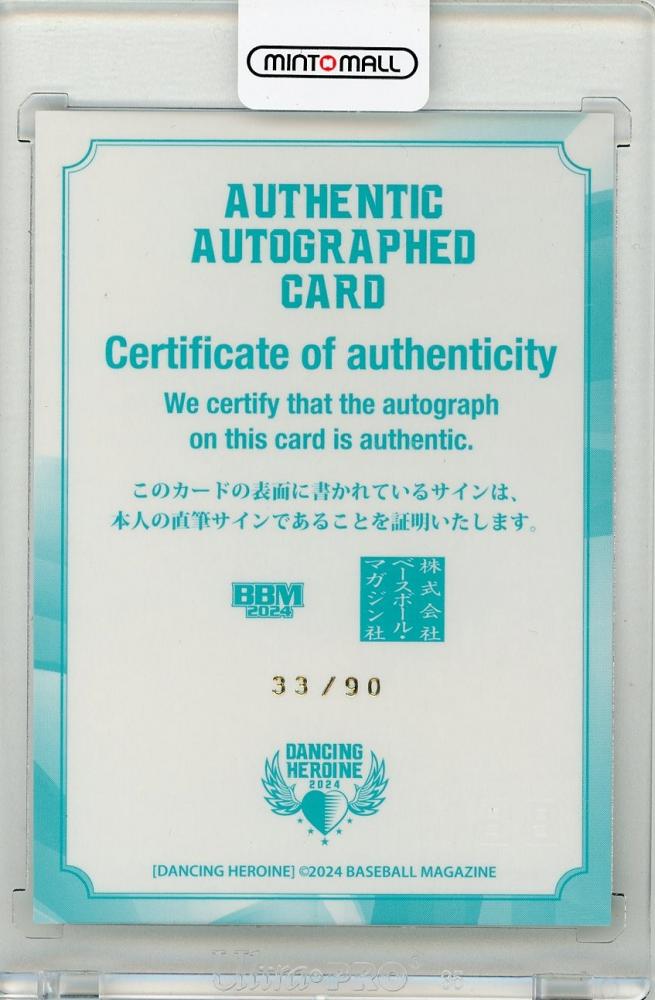 MINTMALL
AUTHENTIC
AUTOGRAPHED
CARD
Certificate of authenticity
We certify that the autograph
on this card is authentic.
このカードの表面に書かれているサインは、
本人の直筆サインであることを証明いたします。
BBM
2024
株式会社
ベースボール・
マガジン社
33/90
DANCING
HEROINE
2024
[DANCING HEROINE] ©2024 BASEBALL MAGAZINE
Ultra•PRO